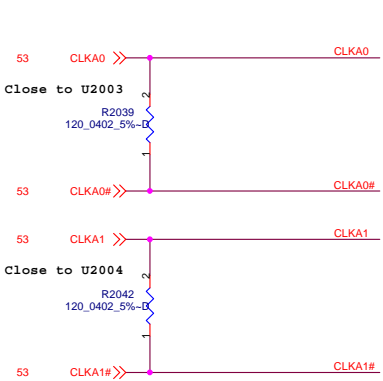 53 CLKA0 CLKA0
Close to U2003
2
R2039
120_0402_5%~D
1
53 CLKA0# CLKA0#
53 CLKA1 CLKA1
Close to U2004
2
R2042
120_0402_5%~D
1
53 CLKA1# CLKA1#